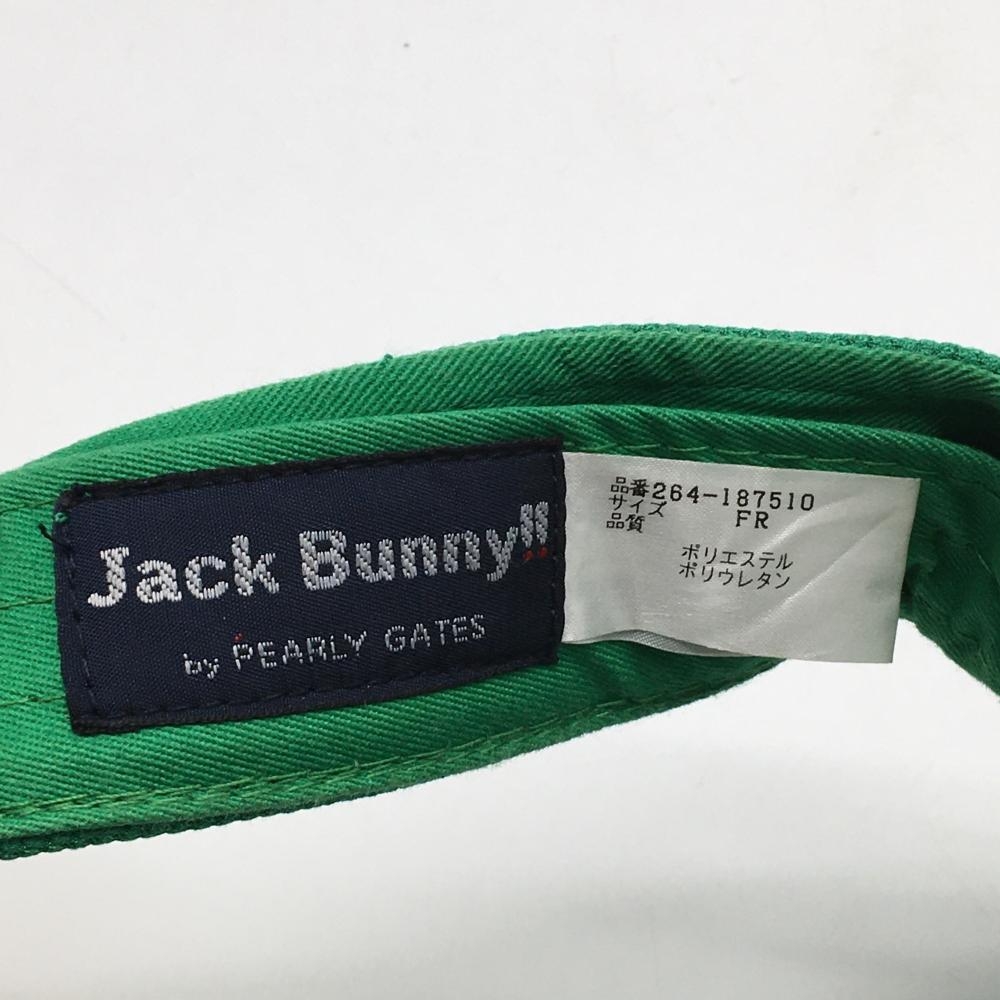 Jack Bunny!!
by PEARLY GATES
品番264-187510
サイズ FR
品質
ポリエステル
ポリウレタン